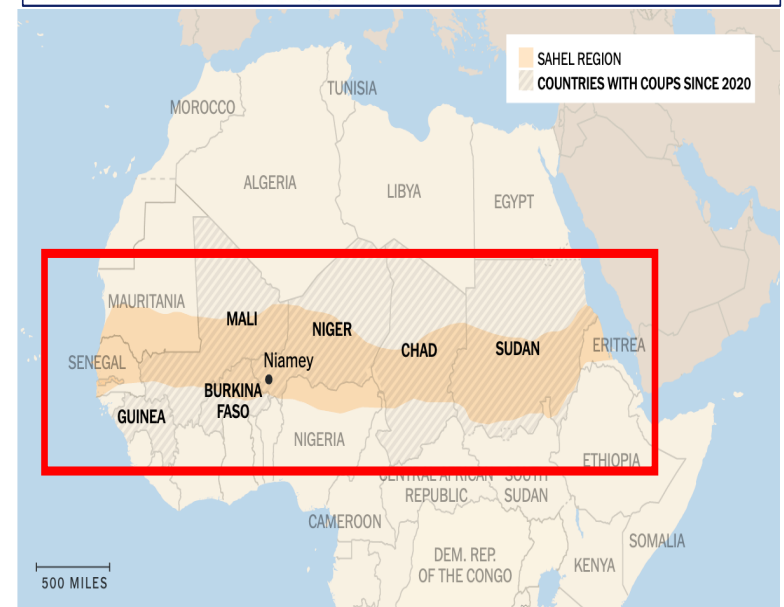 SAHEL REGION
COUNTRIES WITH COUPS SINCE 2020
TUNISIA
MOROCCO
ALGERIA
LIBYA
EGYPT
MAURITANIA
MALI
NIGER
CHAD
SUDAN
ERITREA
SENEGAL
Niamey
BURKINA
FASO
GUINEA
NIGERIA
ETHIOPIA
CENTRAL AFRICAN
REPUBLIC
SOUTH
SUDAN
CAMEROON
SOMALIA
DEM. REP.
OF THE CONGO
KENYA
500 MILES